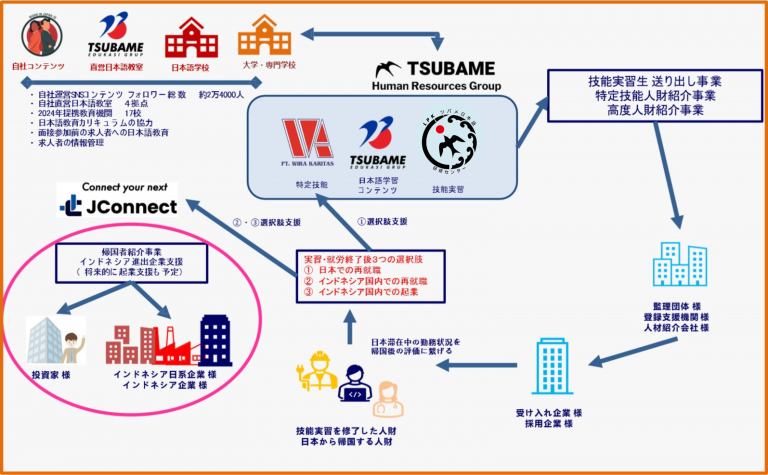 自社コンテンツ
TSUBAME
EDUKASI GRUP
直営日本語教室
日本語学校
大学・専門学校
・自社運営SNSコンテンツ フォロワー総数 約2万4000人
・自社直営日本語教室 4拠点
・2024年提携教育機関 17校
・日本語教育カリキュラムの協力
・面接参加前の求人者への日本語教育
・求人者の情報管理
TSUBAME
Human Resources Group
技能実習生 送り出し事業
特定技能人財紹介事業
高度人財紹介事業
PT. WIRA KARITAS
特定技能
TSUBAME
EDUKASI GRUP
日本語学習
コンテンツ
技能実習
Connect your next
JConnect
②・③選択肢支援
①選択肢支援
帰国者紹介事業
インドネシア進出企業支援
(将来的に起業支援も予定)
実習・就労終了後3つの選択肢
① 日本での再就職
② インドネシア国内での再就職
③ インドネシア国内での起業
監理団体 様
登録支援機関 様
人材紹介会社 様
投資家 様
インドネシア日系企業 様
インドネシア企業 様
日本滞在中の勤務状況を
帰国後の評価に繋げる
受け入れ企業 様
採用企業 様
技能実習を修了した人財
日本から帰国する人財